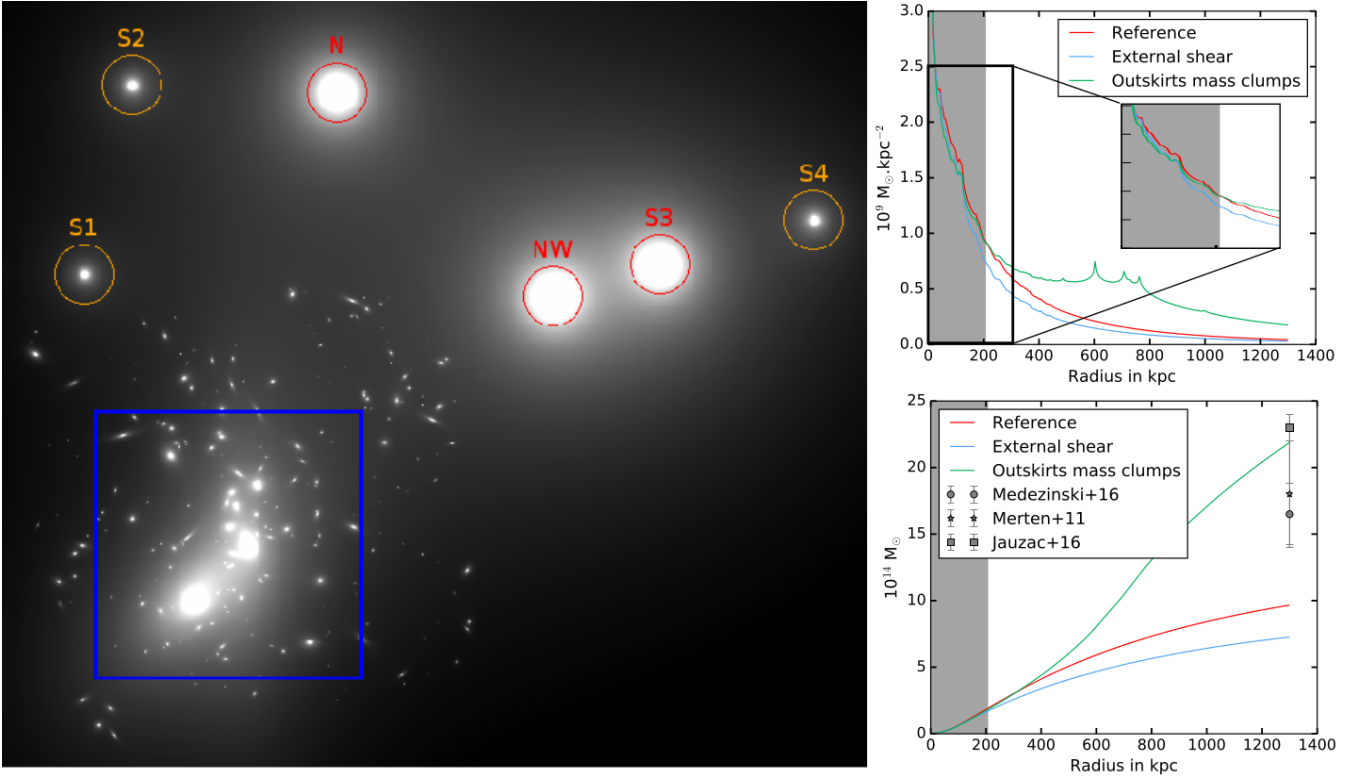 S2
N
S4
S1
NW
S3
3.0
2.5
2.0
1.5
1.0
0.5
0.0
10⁹ M⊙.kpc⁻²
Reference
External shear
Outskirts mass clumps
0 200 400 600 800 1000 1200 1400
Radius in kpc
25
20
15
10
5
0
10¹⁴ M⊙
Reference
External shear
Outskirts mass clumps
Medezinski+16
Merten+11
Jauzac+16
0 200 400 600 800 1000 1200 1400
Radius in kpc